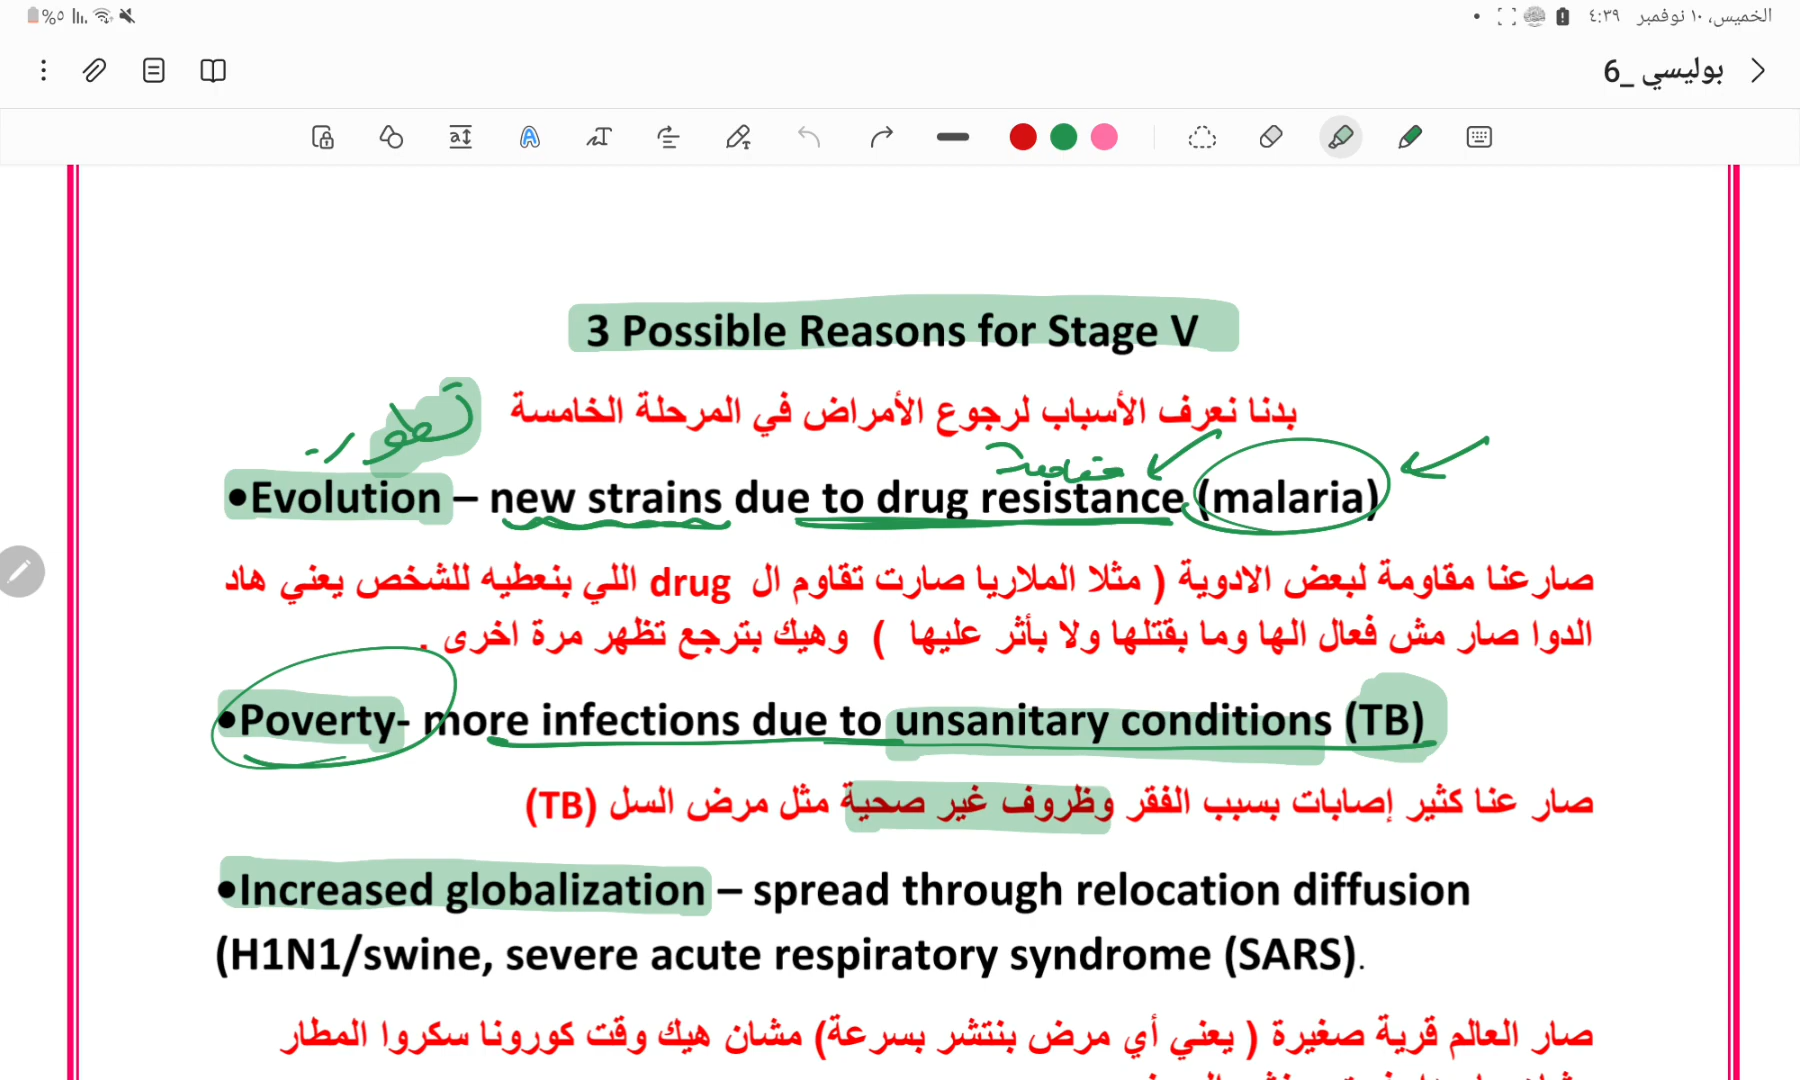 الخميس، ١٠ نوفمبر ٤:٣٩
%٥
بوليسي _6
3 Possible Reasons for Stage V
بدنا نعرف الأسباب لرجوع الأمراض في المرحلة الخامسة
تطور
مقاومة
•Evolution – new strains due to drug resistance (malaria)
صارعنا مقاومة لبعض الادوية ( مثلا الملاريا صارت تقاوم ال drug اللي بنعطيه للشخص يعني هاد
الدوا صار مش فعال الها وما بقتلها ولا بأثر عليها ) وهيك بترجع تظهر مرة اخرى .
•Poverty- more infections due to unsanitary conditions (TB)
صار عنا كثير إصابات بسبب الفقر وظروف غير صحية مثل مرض السل (TB)
•Increased globalization – spread through relocation diffusion
(H1N1/swine, severe acute respiratory syndrome (SARS).
صار العالم قرية صغيرة ( يعني أي مرض بنتشر بسرعة) مشان هيك وقت كورونا سكروا المطار